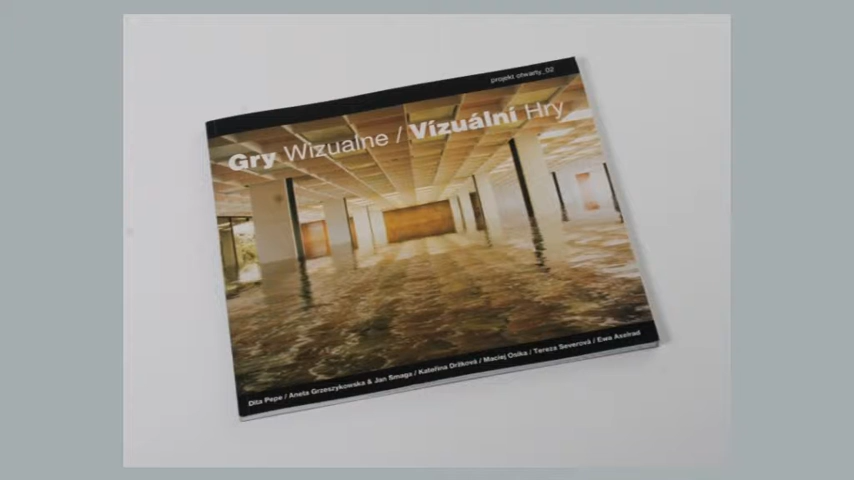 projekt otwarty_02
Gry Wizualne / Vizuální Hry
Dita Pepe / Aneta Grzeszykowska & Jan Smaga / Kateřina Držková / Maciej Osika / Tereza Severová / Ewa Axelrad